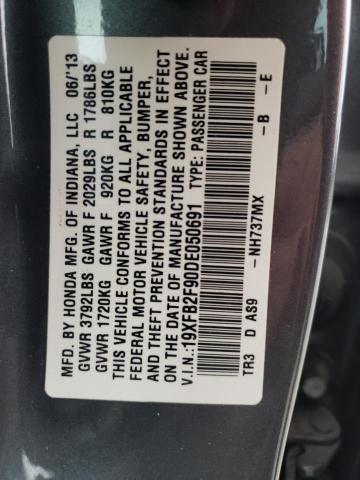 MFD. BY HONDA MFG. OF INDIANA, LLC 06/'13
GVWR 3792LBS GAWR F 2029LBS R 1786LBS
GVWR 1720KG GAWR F 920KG R 810KG
THIS VEHICLE CONFORMS TO ALL APPLICABLE
FEDERAL MOTOR VEHICLE SAFETY, BUMPER,
AND THEFT PREVENTION STANDARDS IN EFFECT
ON THE DATE OF MANUFACTURE SHOWN ABOVE.
V.I.N.:19XFB2F90DE050691 TYPE: PASSENGER CAR
TR3 D AS9 -NH737MX -B -E